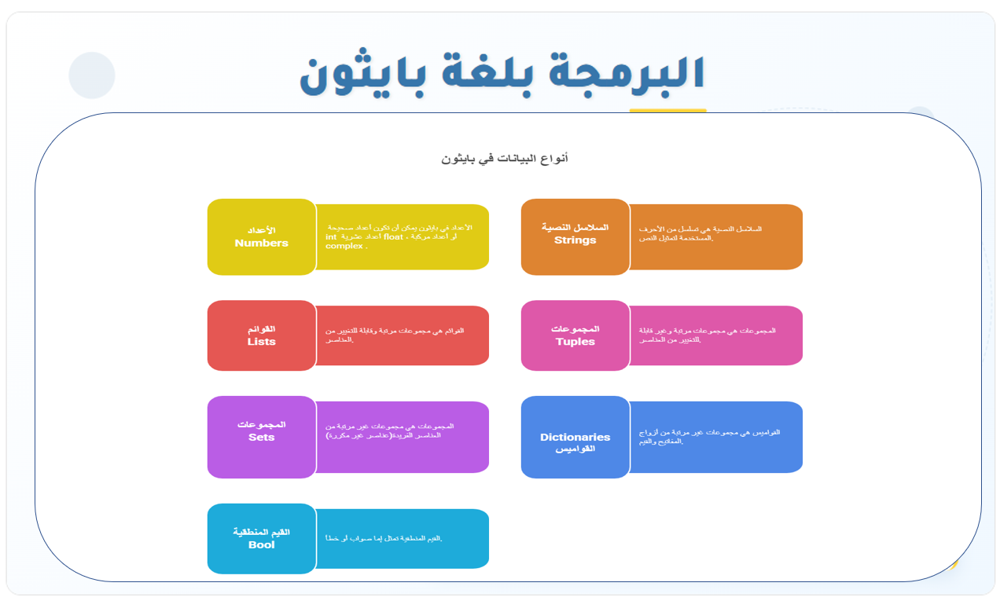 البرمجة بلغة بايثون
أنواع البيانات في بايثون
الأعداد
Numbers
الأعداد في بايثون يمكن أن تكون أعداد صحيحة
int أعداد عشرية float ، أو أعداد مركبة
complex .
السلاسل النصية
Strings
السلاسل النصية هي تسلسل من الأحرف
المستخدمة لتمثيل النص.
القوائم
Lists
القوائم هي مجموعات مرتبة وقابلة للتغيير من
العناصر.
المجموعات
Tuples
المجموعات هي مجموعات مرتبة وغير قابلة
للتغيير من العناصر.
المجموعات
Sets
المجموعات هي مجموعات غير مرتبة من
العناصر الفريدة(عناصر غير مكررة)
Dictionaries
القواميس
القواميس هي مجموعات غير مرتبة من أزواج
المفاتيح والقيم.
القيم المنطقية
Bool
القيم المنطقية تمثل إما صواب أو خطأ.